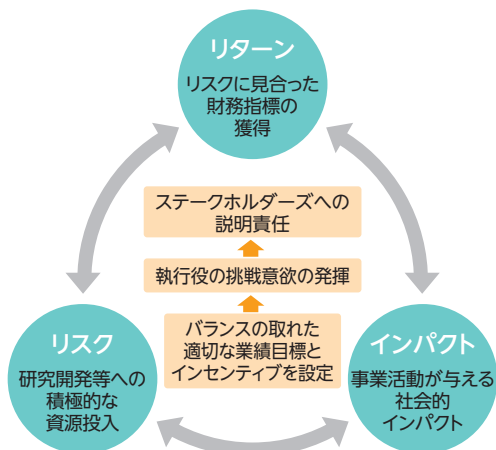 リターン
リスクに見合った
財務指標の
獲得
ステークホルダーズへの
説明責任
執行役の挑戦意欲の発揮
バランスの取れた
適切な業績目標と
インセンティブを設定
リスク
研究開発等への
積極的な
資源投入
インパクト
事業活動が与える
社会的
インパクト